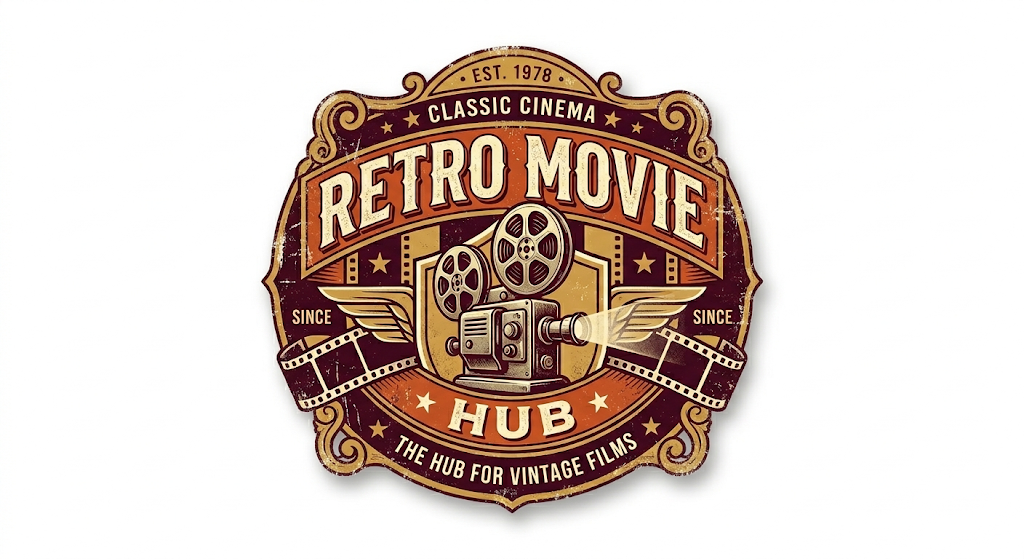 • EST. 1978 •
CLASSIC CINEMA
RETRO MOVIE
SINCE
SINCE
HUB
THE HUB FOR VINTAGE FILMS